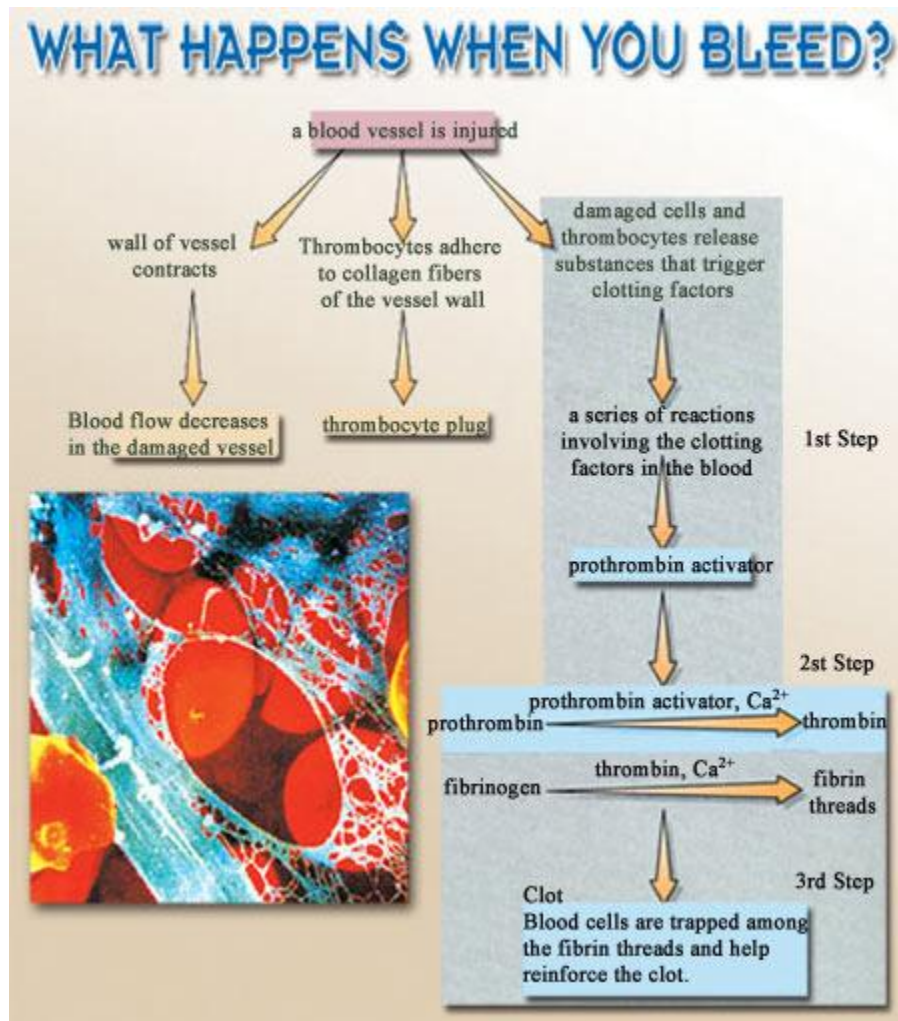 WHAT HAPPENS WHEN YOU BLEED?
a blood vessel is injured
wall of vessel
contracts
Thrombocytes adhere
to collagen fibers
of the vessel wall
damaged cells and
thrombocytes release
substances that trigger
clotting factors
Blood flow decreases
in the damaged vessel
thrombocyte plug
a series of reactions
involving the clotting
factors in the blood
1st Step
prothrombin activator
2st Step
prothrombin activator, Ca²⁺
prothrombin
thrombin
thrombin, Ca²⁺
fibrinogen
fibrin
threads
3rd Step
Clot
Blood cells are trapped among
the fibrin threads and help
reinforce the clot.